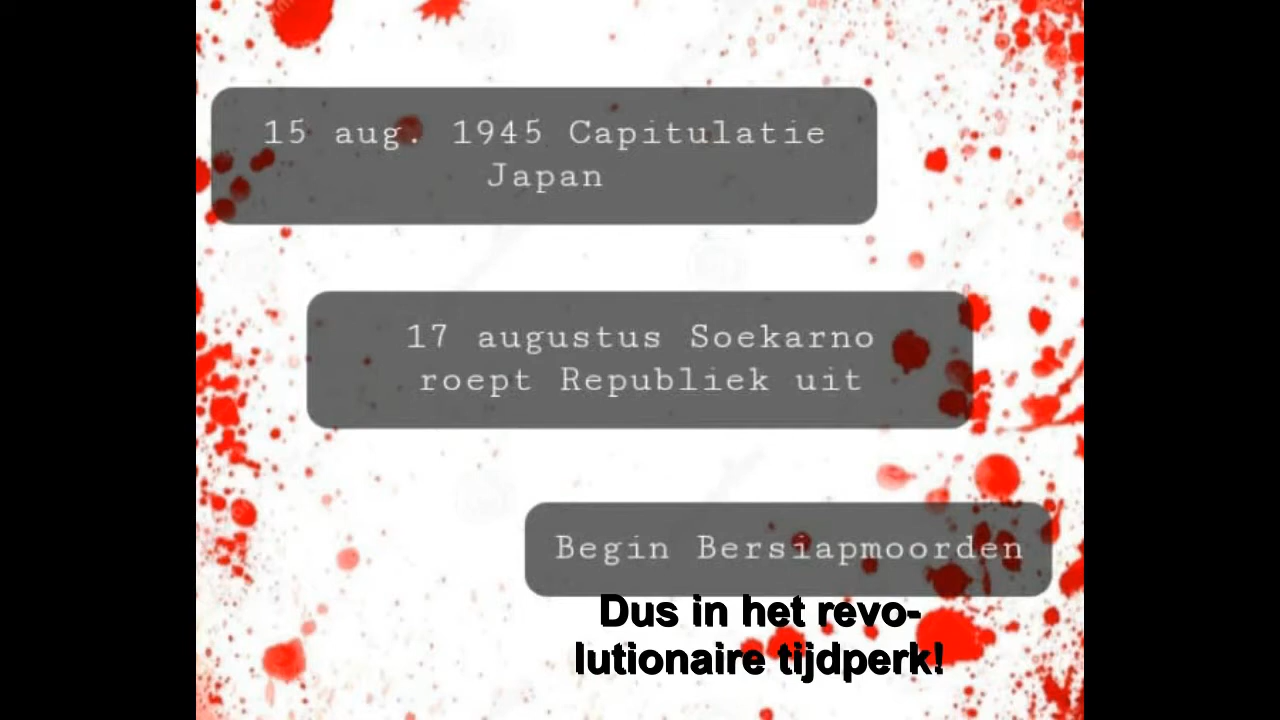 15 aug. 1945 Capitulatie
Japan
17 augustus Soekarno
roept Republiek uit
Begin Bersiapmoorden
Dus in het revo-
lutionaire tijdperk!